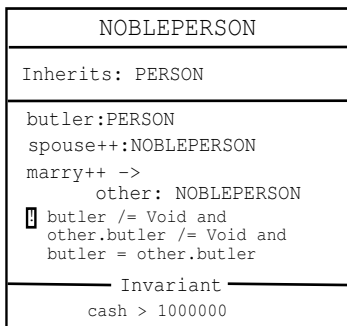 NOBLEPERSON
Inherits: PERSON
butler:PERSON
spouse++:NOBLEPERSON
marry++ ->
other: NOBLEPERSON
! butler /= Void and
other.butler /= Void and
butler = other.butler
Invariant
cash > 1000000